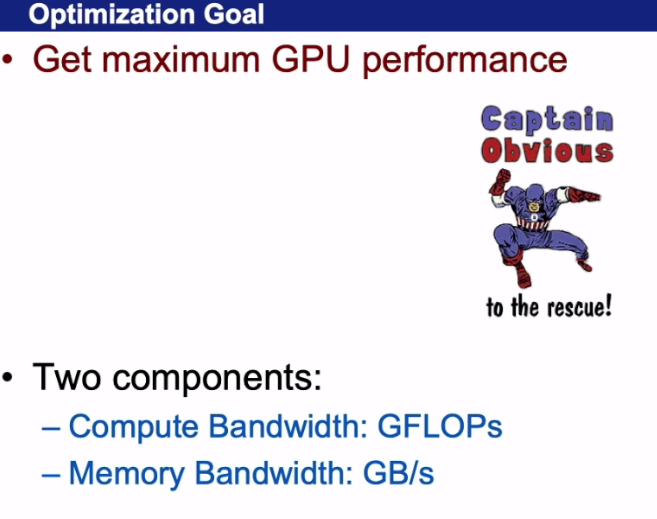 Optimization Goal
• Get maximum GPU performance
Captain
Obvious
to the rescue!
• Two components:
– Compute Bandwidth: GFLOPs
– Memory Bandwidth: GB/s